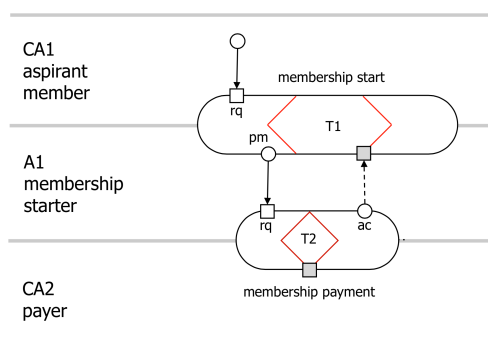 CA1
aspirant
member
membership start
rq
T1
pm
A1
membership
starter
rq
T2
ac
CA2
payer
membership payment